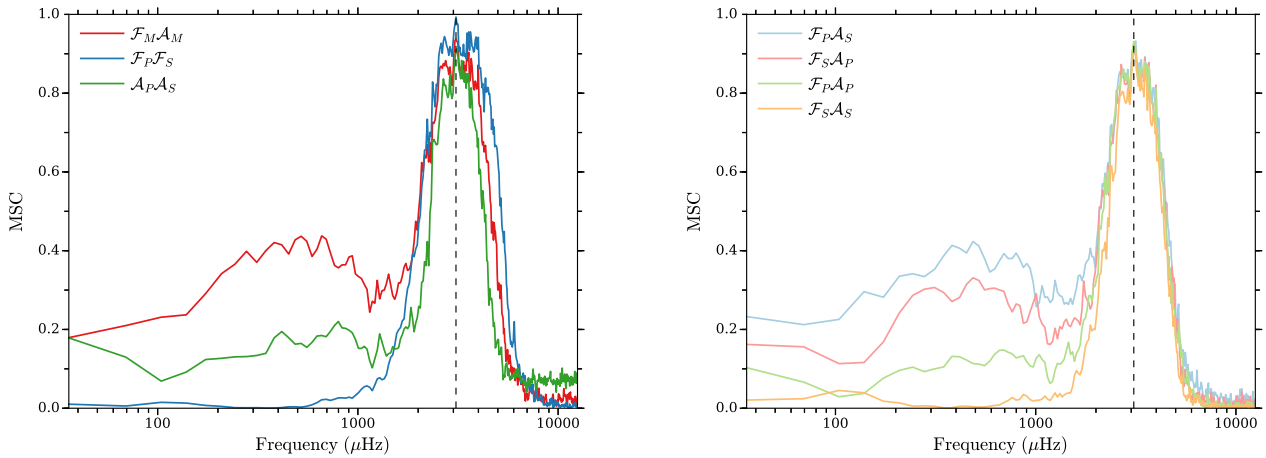 1.0
0.8
0.6
0.4
0.2
0.0
MSC
ℱ_M𝒜_M
ℱ_Pℱ_S
𝒜_P𝒜_S
100
1000
10000
Frequency (μHz)
1.0
0.8
0.6
0.4
0.2
0.0
MSC
ℱ_P𝒜_S
ℱ_S𝒜_P
ℱ_P𝒜_P
ℱ_S𝒜_S
100
1000
10000
Frequency (μHz)